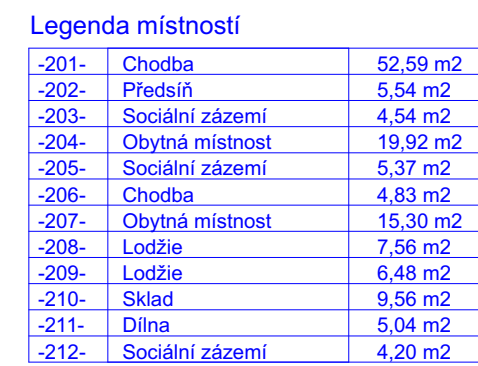 Legenda místností
-201- Chodba 52,59 m2
-202- Předsíň 5,54 m2
-203- Sociální zázemí 4,54 m2
-204- Obytná místnost 19,92 m2
-205- Sociální zázemí 5,37 m2
-206- Chodba 4,83 m2
-207- Obytná místnost 15,30 m2
-208- Lodžie 7,56 m2
-209- Lodžie 6,48 m2
-210- Sklad 9,56 m2
-211- Dílna 5,04 m2
-212- Sociální zázemí 4,20 m2